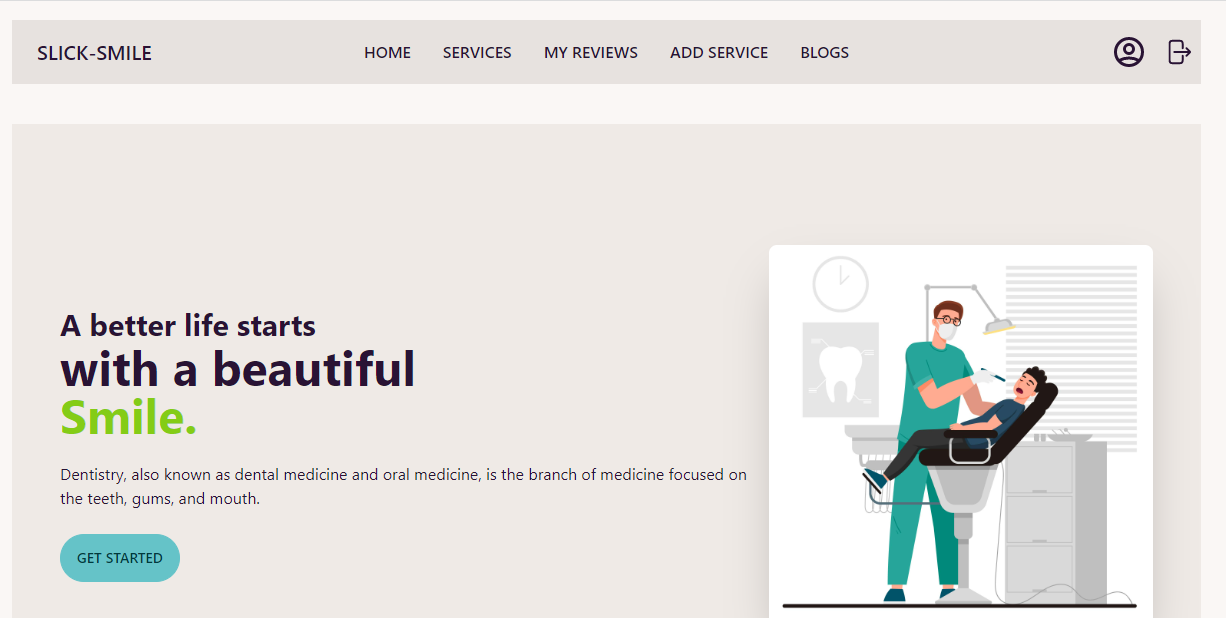 SLICK-SMILE
HOME SERVICES MY REVIEWS ADD SERVICE BLOGS
A better life starts
with a beautiful
Smile.
Dentistry, also known as dental medicine and oral medicine, is the branch of medicine focused on
the teeth, gums, and mouth.
GET STARTED